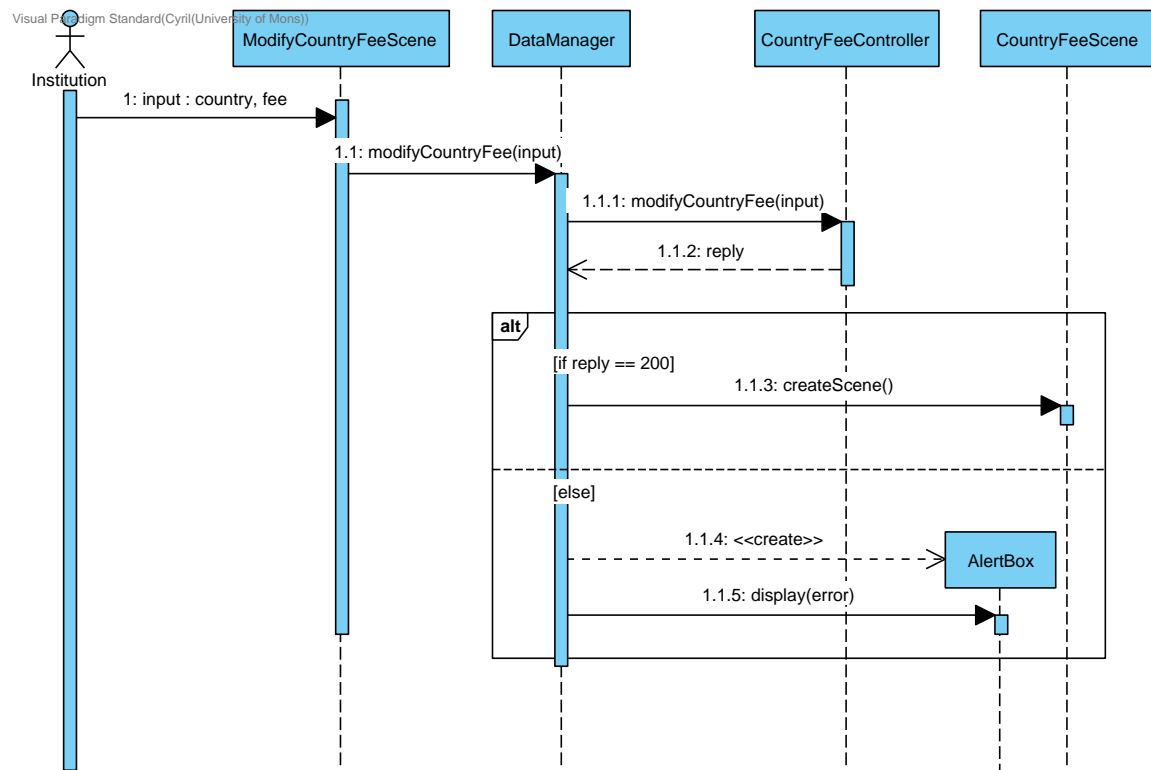 Visual Paradigm Standard(Cyril(University of Mons))
Institution
ModifyCountryFeeScene
DataManager
CountryFeeController
CountryFeeScene
1: input : country, fee
1.1: modifyCountryFee(input)
1.1.1: modifyCountryFee(input)
1.1.2: reply
alt
[if reply == 200]
1.1.3: createScene()
[else]
1.1.4: <<create>>
AlertBox
1.1.5: display(error)